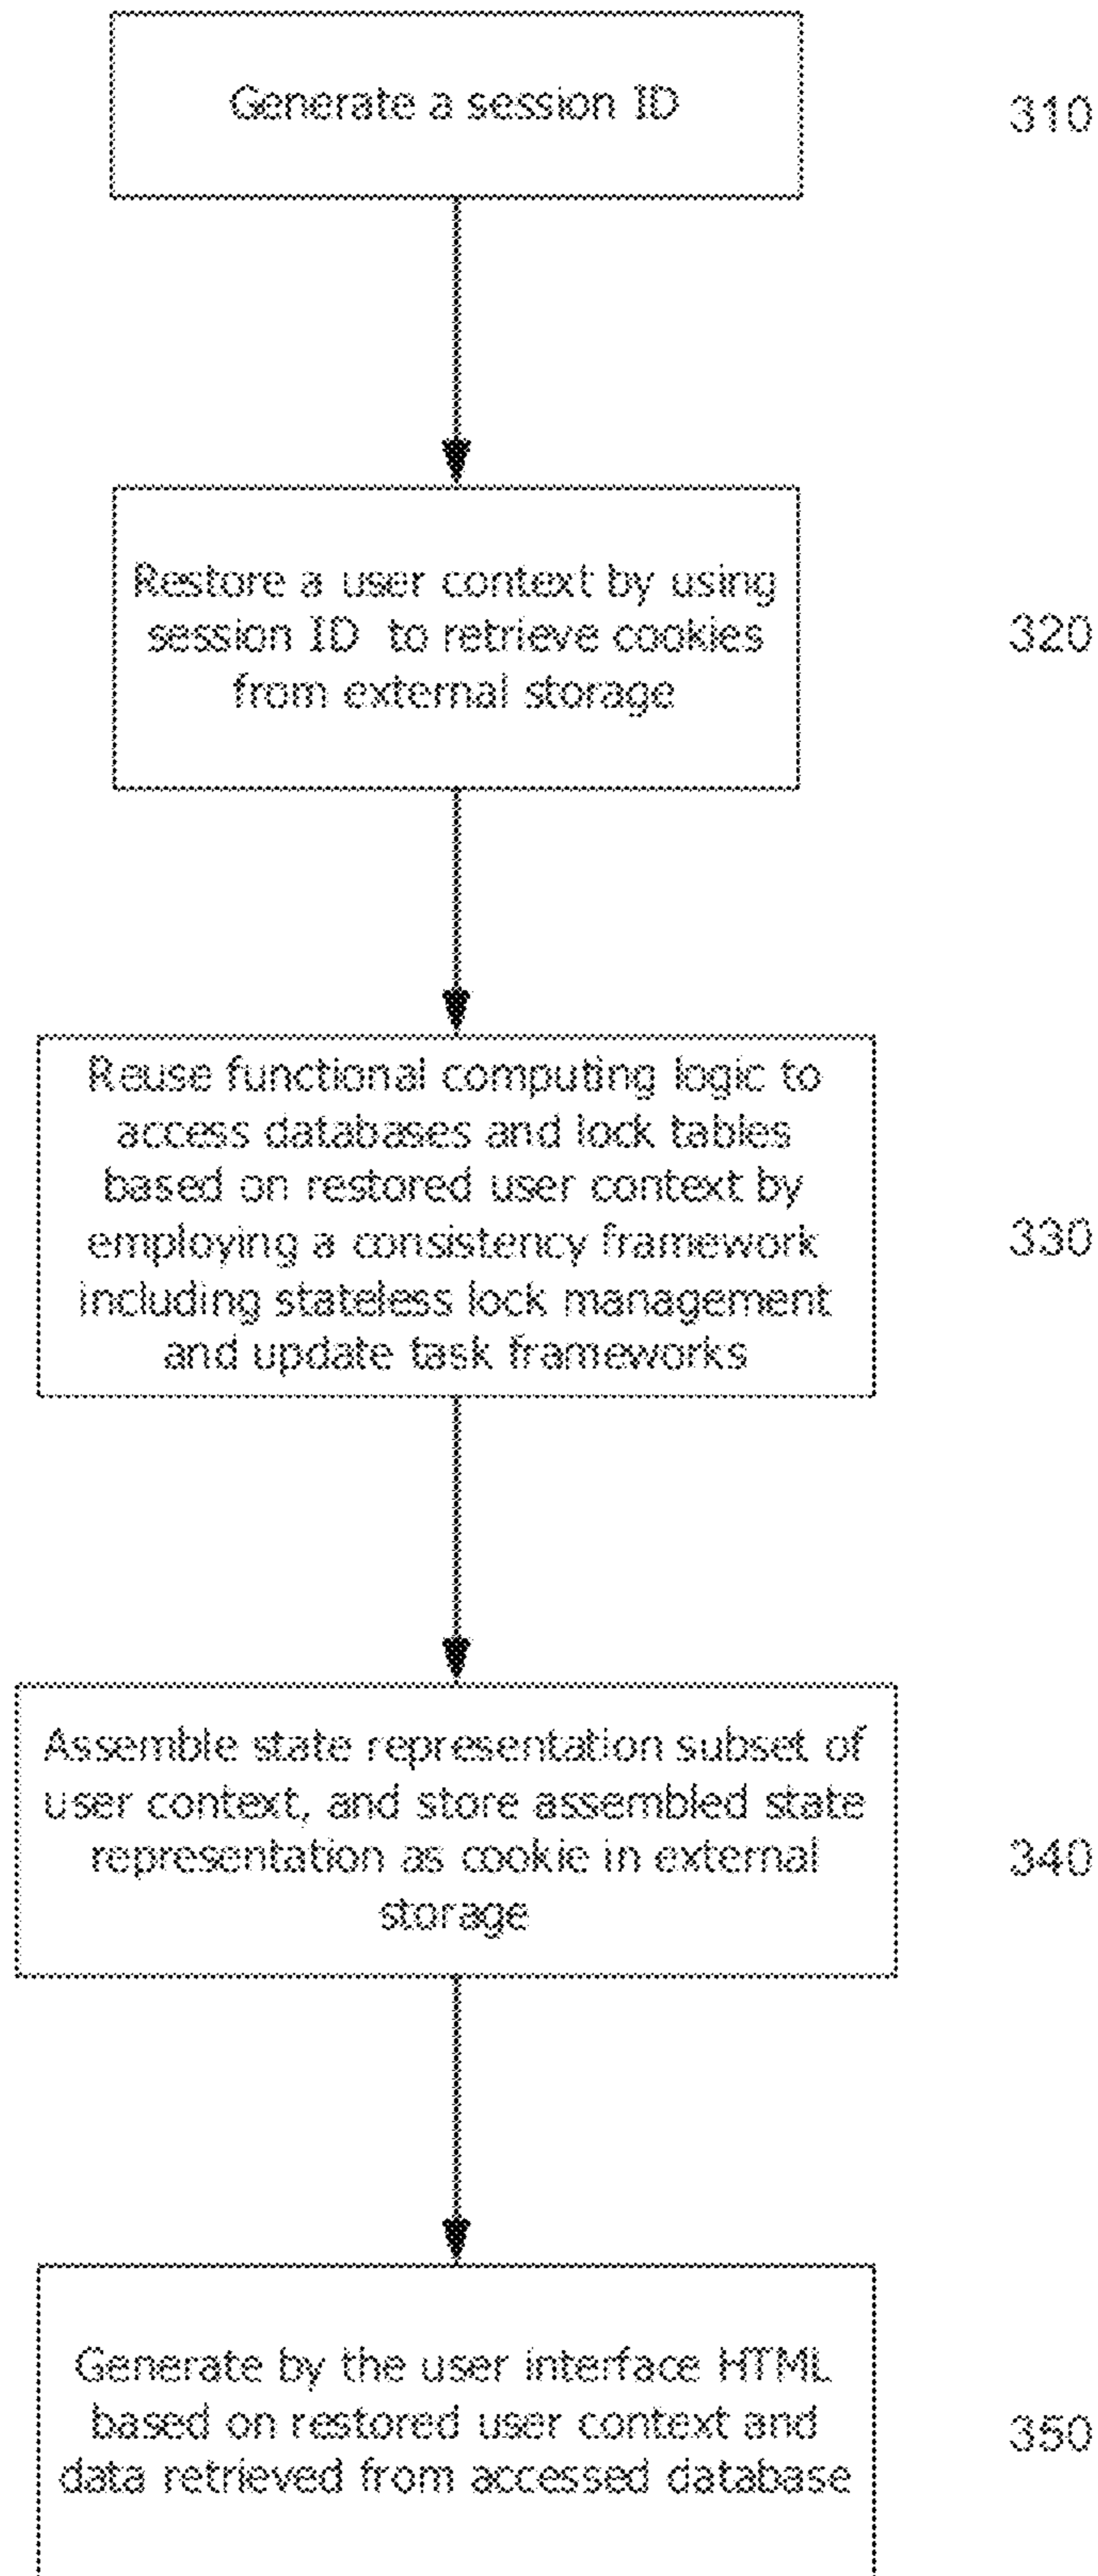 Generate a session ID
310
Restore a user context by using
session ID to retrieve cookies
from external storage
320
Reuse functional computing logic to
access databases and lock tables
based on restored user context by
employing a consistency framework
including stateless lock management
and update task frameworks
330
Assemble state representation subset of
user context, and store assembled state
representation as cookie in external
storage
340
Generate by the user interface HTML
based on restored user context and
data retrieved from accessed database
350